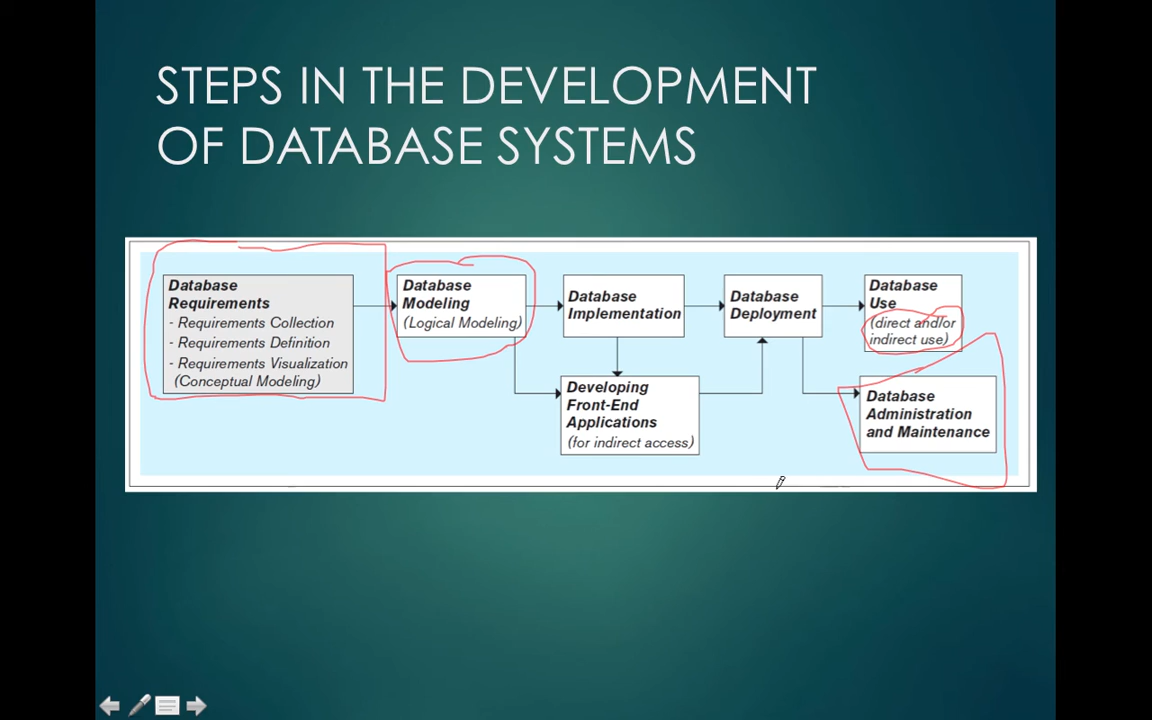 STEPS IN THE DEVELOPMENT
OF DATABASE SYSTEMS
Database
Requirements
- Requirements Collection
- Requirements Definition
- Requirements Visualization
(Conceptual Modeling)
Database
Modeling
(Logical Modeling)
Database
Implementation
Database
Deployment
Database
Use
(direct and/or
indirect use)
Developing
Front-End
Applications
(for indirect access)
Database
Administration
and Maintenance